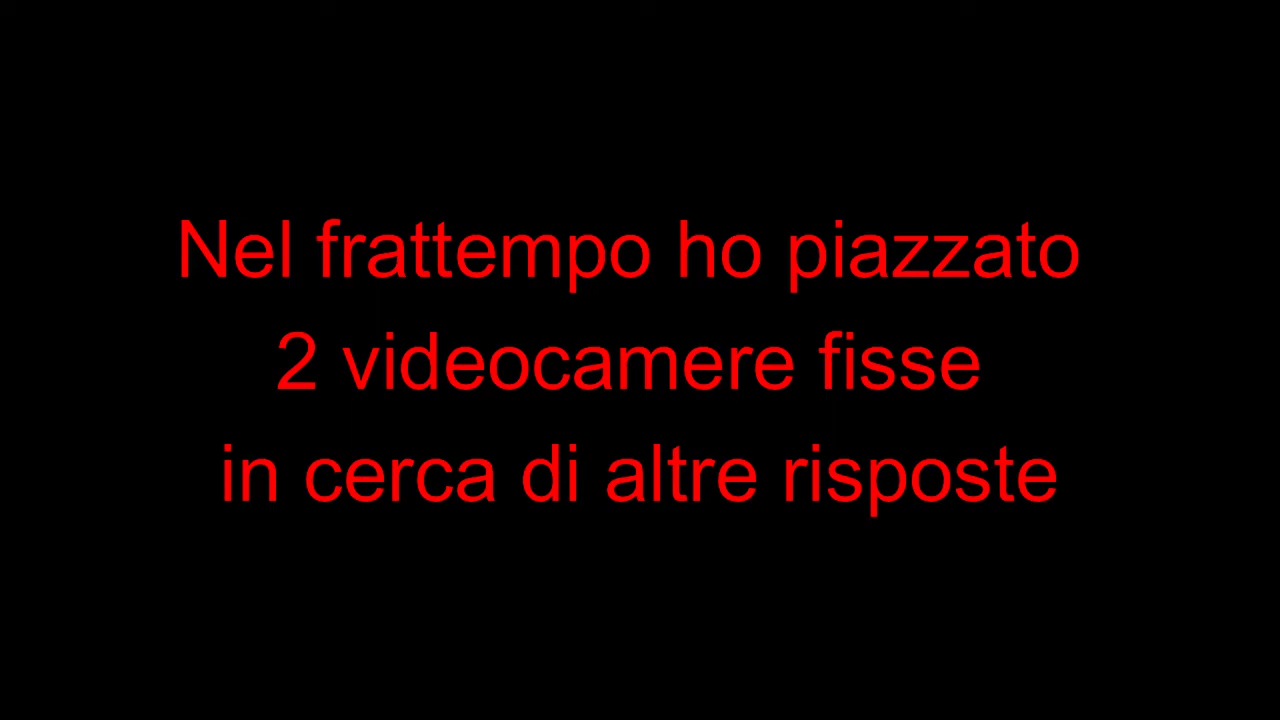 Nel frattempo ho piazzato
2 videocamere fisse
in cerca di altre risposte